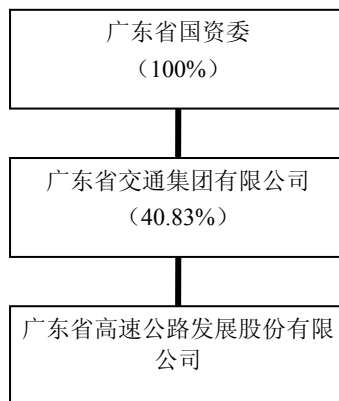 广东省国资委
（100%）
广东省交通集团有限公司
（40.83%）
广东省高速公路发展股份有限
公司